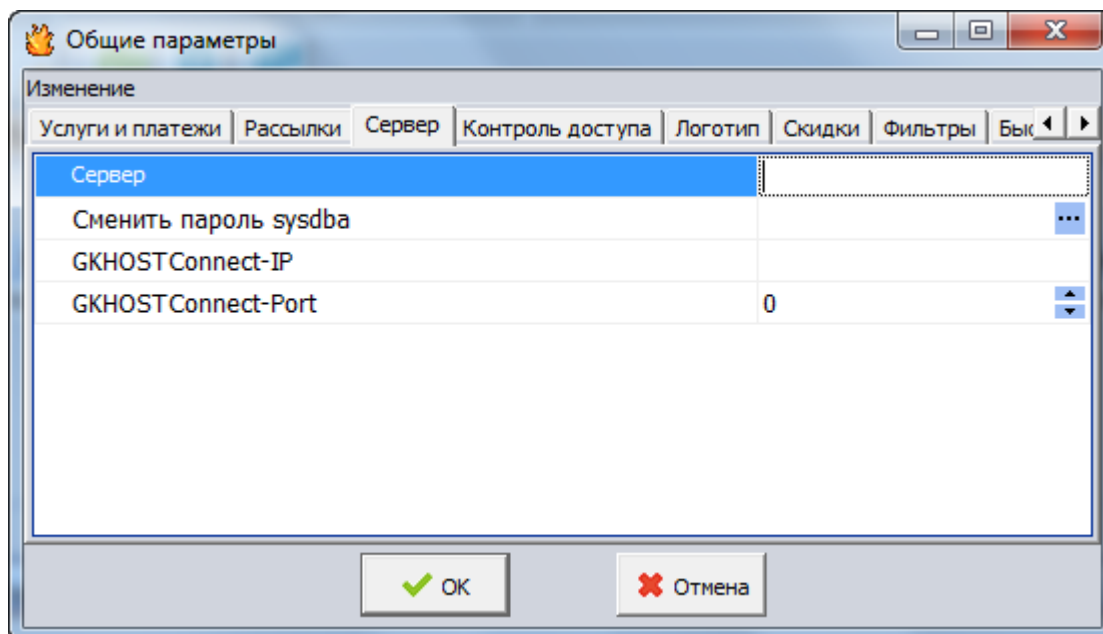 Общие параметры
Изменение
Услуги и платежи Рассылки Сервер Контроль доступа Логотип Скидки Фильтры
Сервер
Сменить пароль sysdba ...
GKHOSTConnect-IP
GKHOSTConnect-Port 0
OK Отмена